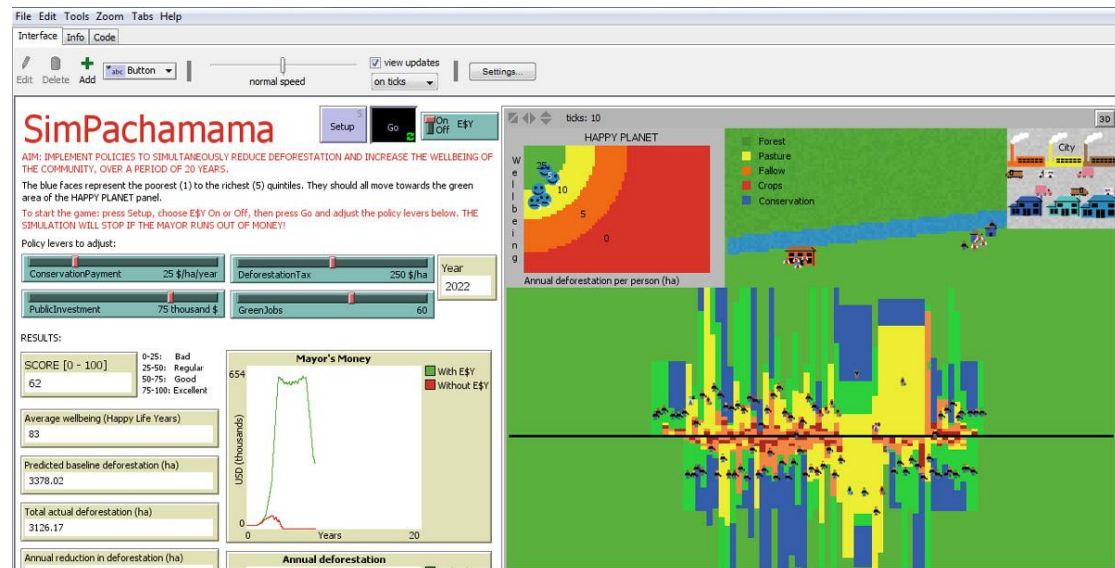 File Edit Tools Zoom Tabs Help
Interface Info Code
Edit Delete Add abc Button normal speed view updates on ticks Settings...
SimPachamama
Setup S Go On Off E$Y
AIM: IMPLEMENT POLICIES TO SIMULTANEOUSLY REDUCE DEFORESTATION AND INCREASE THE WELLBEING OF
THE COMMUNITY, OVER A PERIOD OF 20 YEARS.
The blue faces represent the poorest (1) to the richest (5) quintiles. They should all move towards the green
area of the HAPPY PLANET panel.
To start the game: press Setup, choose E$Y On or Off, then press Go and adjust the policy levers below. THE
SIMULATION WILL STOP IF THE MAYOR RUNS OUT OF MONEY!
Policy levers to adjust:
ConservationPayment 25 $/ha/year
DeforestationTax 250 $/ha
Year
2022
PublicInvestment 75 thousand $
GreenJobs 60
RESULTS:
SCORE [0 - 100]
62
0-25: Bad
25-50: Regular
50-75: Good
75-100: Excellent
Average wellbeing (Happy Life Years)
83
Predicted baseline deforestation (ha)
3378.02
Total actual deforestation (ha)
3126.17
Annual reduction in deforestation (ha)
Mayor's Money
654
USD (thousands)
0
0 Years 20
With E$Y
Without E$Y
Annual deforestation
ticks: 10
3D
HAPPY PLANET
Wellbeing
25
10
5
0
Annual deforestation per person (ha)
Forest
Pasture
Fallow
Crops
Conservation
City